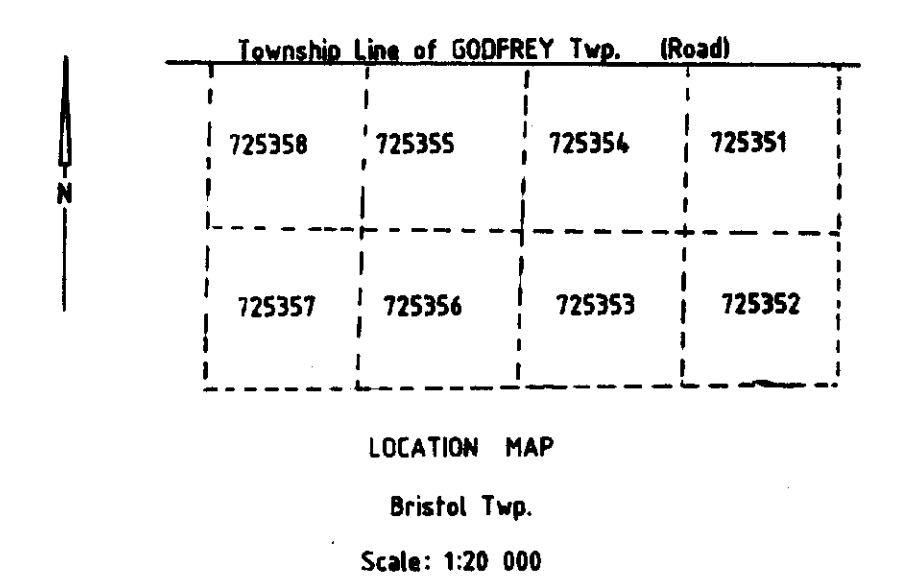 Township Line of GODFREY Twp. (Road)
725358 725355 725354 725351
N
725357 725356 725353 725352
LOCATION MAP
Bristol Twp.
Scale: 1:20 000